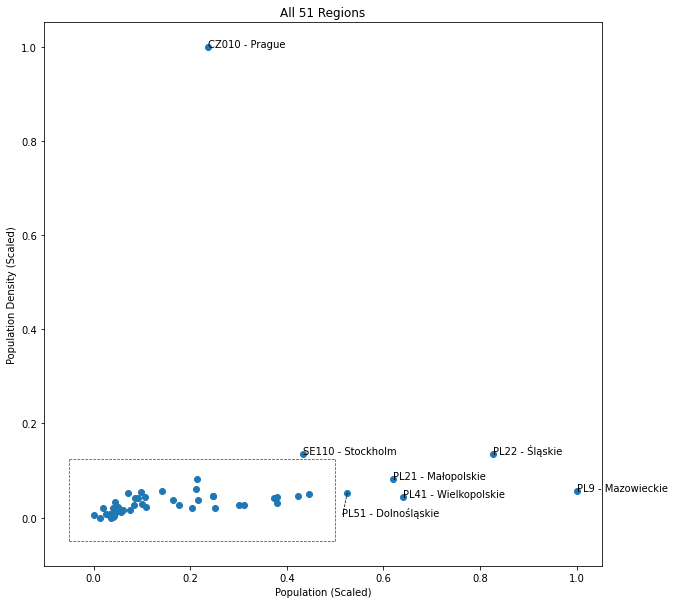 All 51 Regions
1.0
CZ010 - Prague
0.8
0.6
Population Density (Scaled)
0.4
0.2
SE110 - Stockholm
PL22 - Śląskie
PL21 - Małopolskie
PL9 - Mazowieckie
PL41 - Wielkopolskie
PL51 - Dolnośląskie
0.0
0.0 0.2 0.4 0.6 0.8 1.0
Population (Scaled)